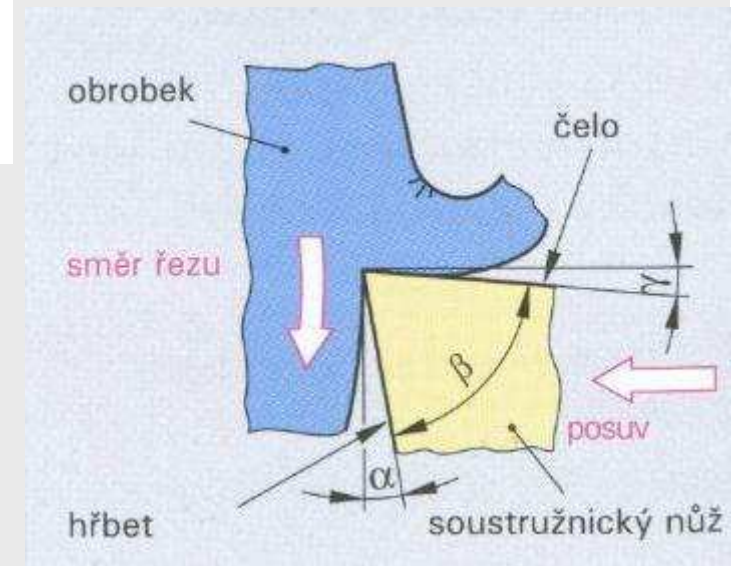 obrobek
čelo
směr řezu
γ
β
posuv
α
hřbet
soustružnický nůž